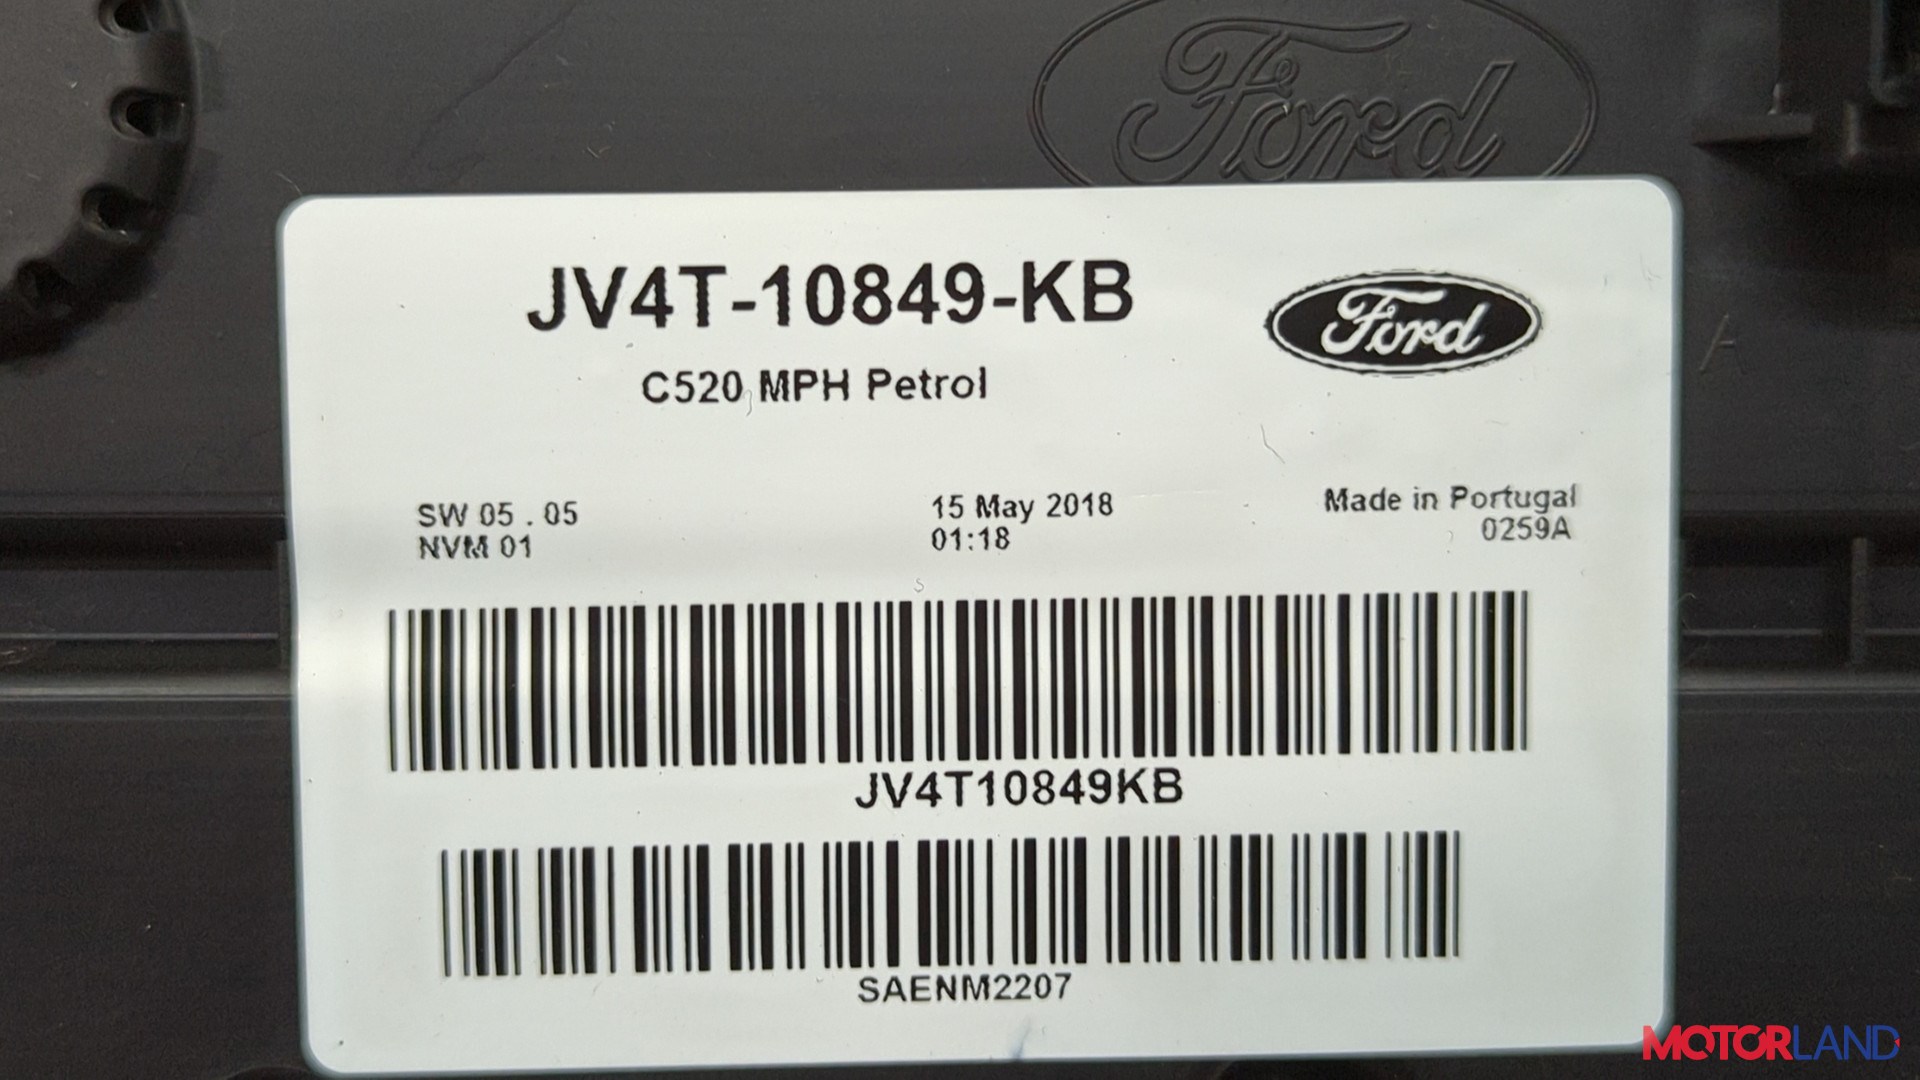 Ford
JV4T-10849-KB
Ford
C520 MPH Petrol
SW 05 . 05
NVM 01
15 May 2018
01:18
Made in Portugal
0259A
JV4T10849KB
SAENM2207
MOTORLAND